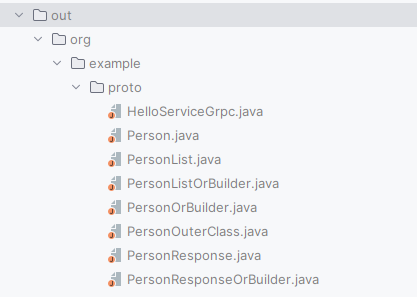 out
org
example
proto
HelloServiceGrpc.java
Person.java
PersonList.java
PersonListOrBuilder.java
PersonOrBuilder.java
PersonOuterClass.java
PersonResponse.java
PersonResponseOrBuilder.java